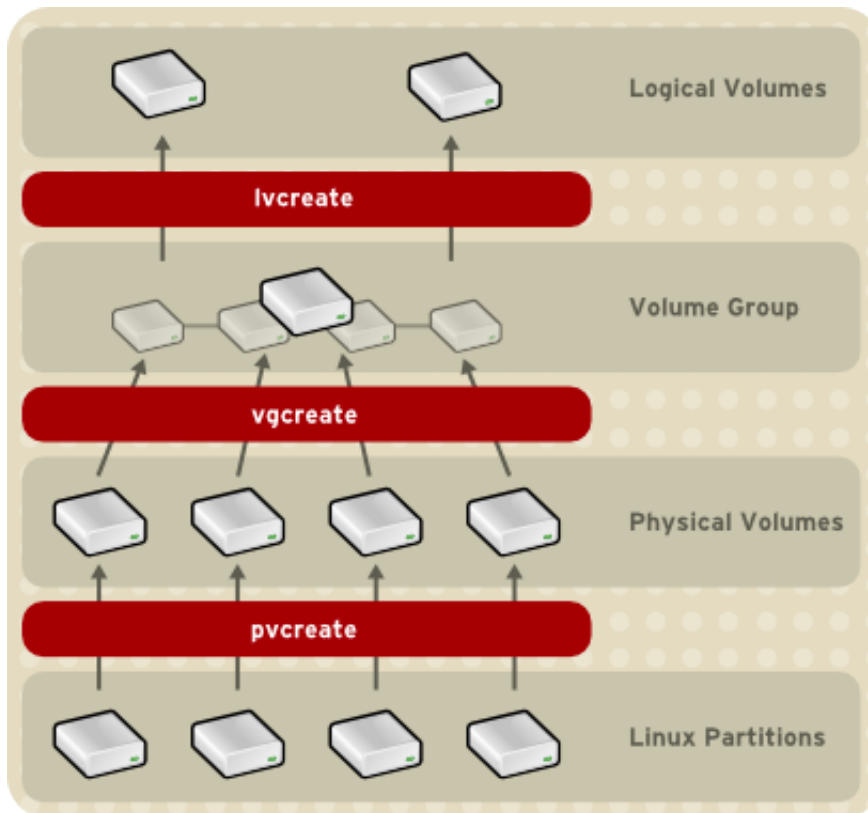 Logical Volumes
lvcreate
Volume Group
vgcreate
Physical Volumes
pvcreate
Linux Partitions